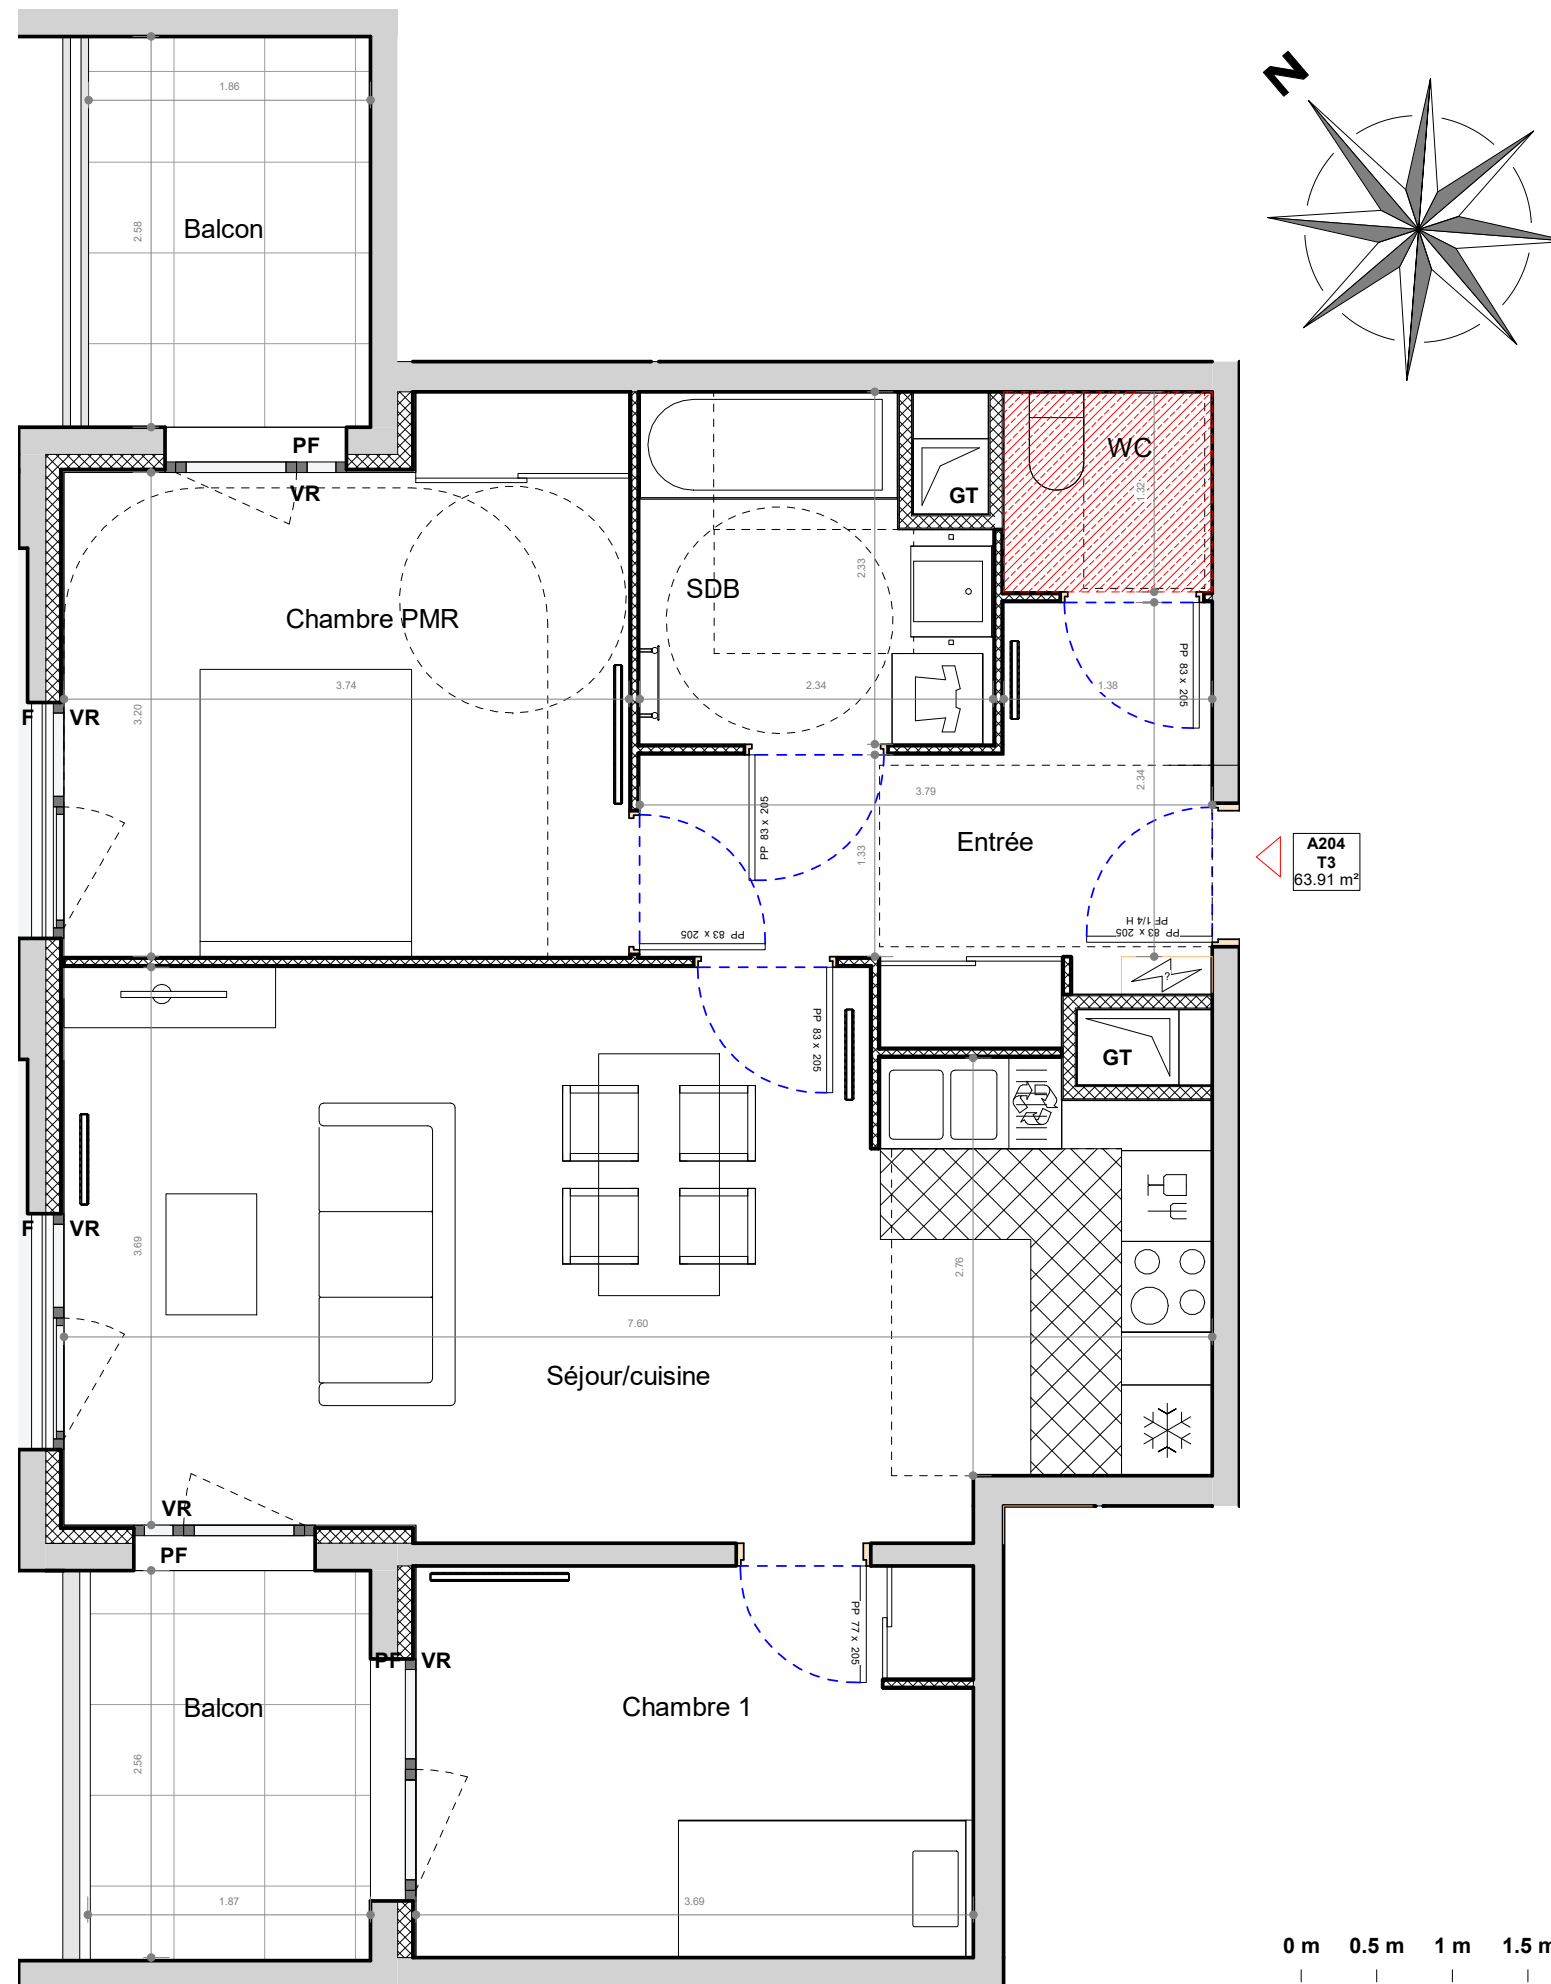 N
1.86
2.58
Balcon
PF
VR
WC
1.32
GT
SDB
2.33
Chambre PMR
PP 83 x 205
3.74
2.34
1.38
3.20
F
VR
2.34
3.79
PP 83 x 205
1.33
Entrée
A204
T3
63.91 m²
PF 1/4 H
PP 83 x 205
PP 83 x 205
?
PP 83 x 205
GT
F
VR
3.69
2.76
7.60
Séjour/cuisine
VR
PF
PP 77 x 205
PF
VR
Balcon
Chambre 1
2.56
1.87
3.69
0 m
0.5 m
1 m
1.5 m